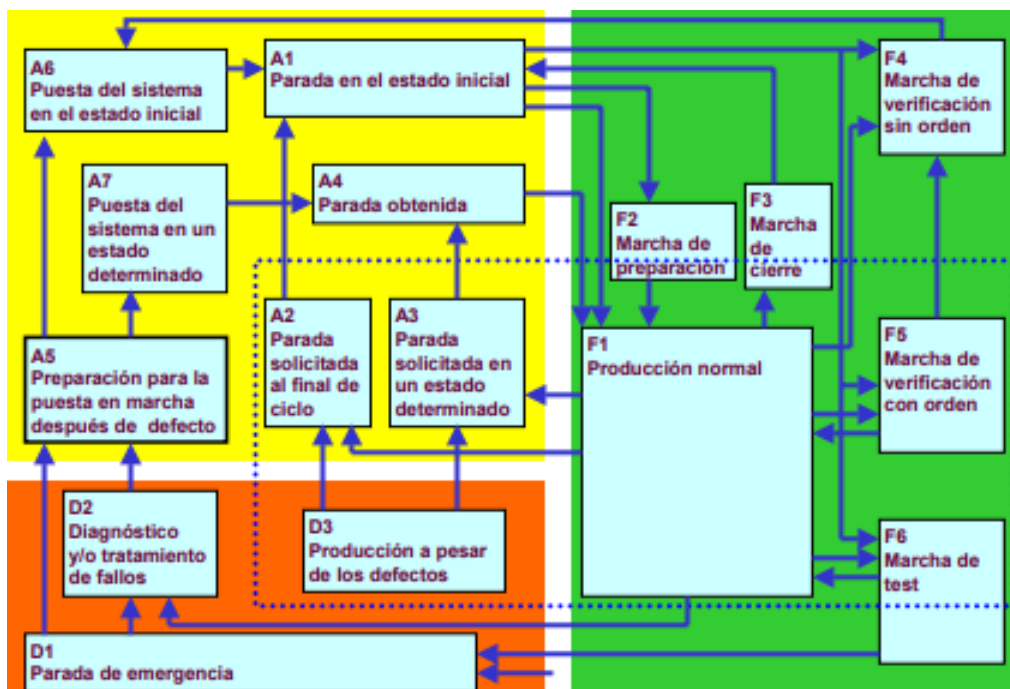 A6
Puesta del sistema
en el estado inicial
A1
Parada en el estado inicial
F4
Marcha de
verificación
sin orden
A7
Puesta del
sistema en un
estado
determinado
A4
Parada obtenida
F2
Marcha de
preparación
F3
Marcha
de
cierre
A5
Preparación para la
puesta en marcha
después de defecto
A2
Parada
solicitada
al final de
ciclo
A3
Parada
solicitada en
un estado
determinado
F1
Producción normal
F5
Marcha de
verificación
con orden
D2
Diagnóstico
y/o tratamiento
de fallos
D3
Producción a pesar
de los defectos
F6
Marcha de
test
D1
Parada de emergencia